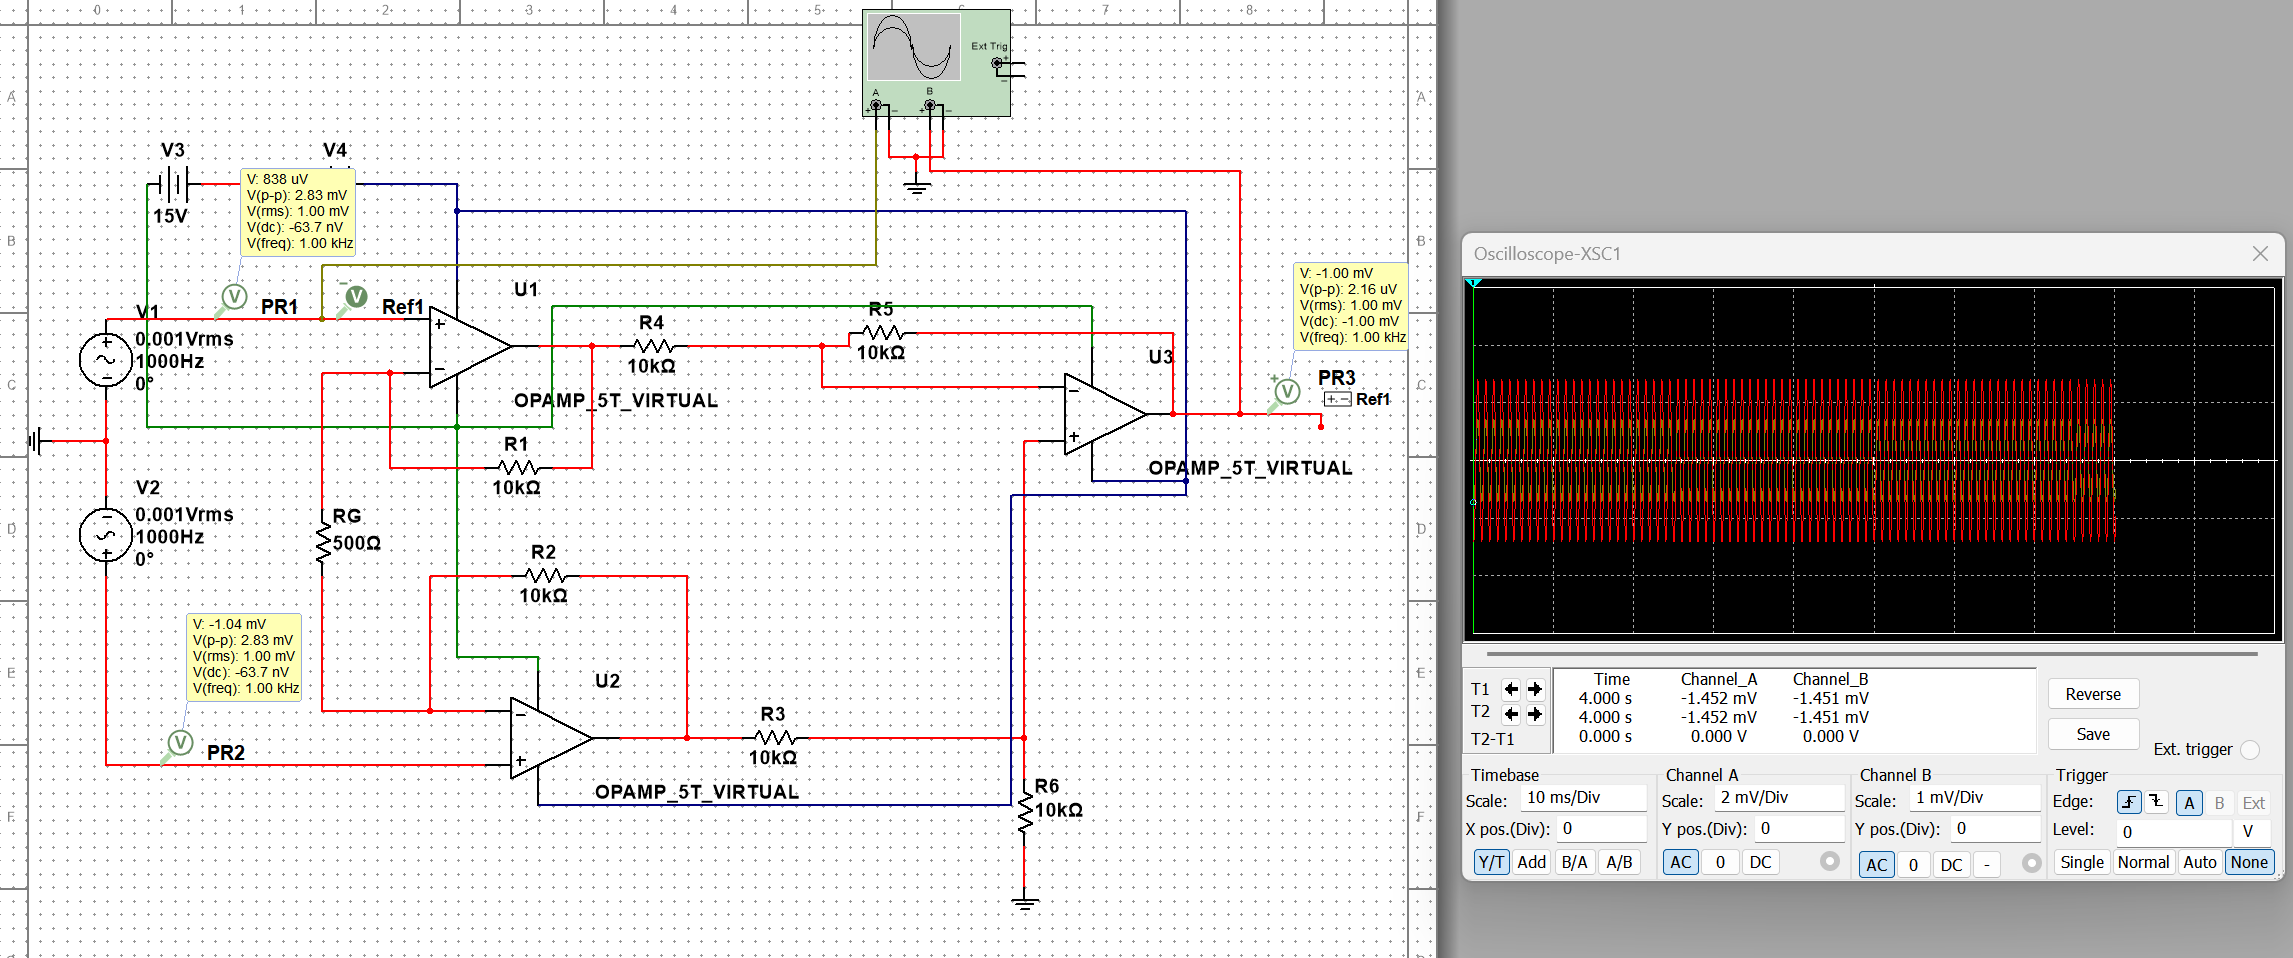 0 1 2 3 4 5 6 7 8
A
B
C
D
E
F
A
B
C
D
E
F
Ext Trig
+
−
A
B
+ − + −
V3
15V
V4
V: 838 uV
V(p-p): 2.83 mV
V(rms): 1.00 mV
V(dc): -63.7 nV
V(freq): 1.00 kHz
V
PR1
V
Ref1
V1
0.001Vrms
1000Hz
0°
U1
+
−
OPAMP_5T_VIRTUAL
R4
10kΩ
R5
10kΩ
R1
10kΩ
U3
−
+
OPAMP_5T_VIRTUAL
V: -1.00 mV
V(p-p): 2.16 uV
V(rms): 1.00 mV
V(dc): -1.00 mV
V(freq): 1.00 kHz
V
PR3
+ − Ref1
V2
0.001Vrms
1000Hz
0°
RG
500Ω
R2
10kΩ
V: -1.04 mV
V(p-p): 2.83 mV
V(rms): 1.00 mV
V(dc): -63.7 nV
V(freq): 1.00 kHz
V
PR2
U2
−
+
OPAMP_5T_VIRTUAL
R3
10kΩ
R6
10kΩ
Oscilloscope-XSC1
Time Channel_A Channel_B
T1 4.000 s -1.452 mV -1.451 mV
T2 4.000 s -1.452 mV -1.451 mV
T2-T1 0.000 s 0.000 V 0.000 V
Reverse
Save
Ext. trigger
Timebase
Scale: 10 ms/Div
X pos.(Div): 0
Y/T Add B/A A/B
Channel A
Scale: 2 mV/Div
Y pos.(Div): 0
AC 0 DC
Channel B
Scale: 1 mV/Div
Y pos.(Div): 0
AC 0 DC -
Trigger
Edge: A B Ext
Level: 0 V
Single Normal Auto None